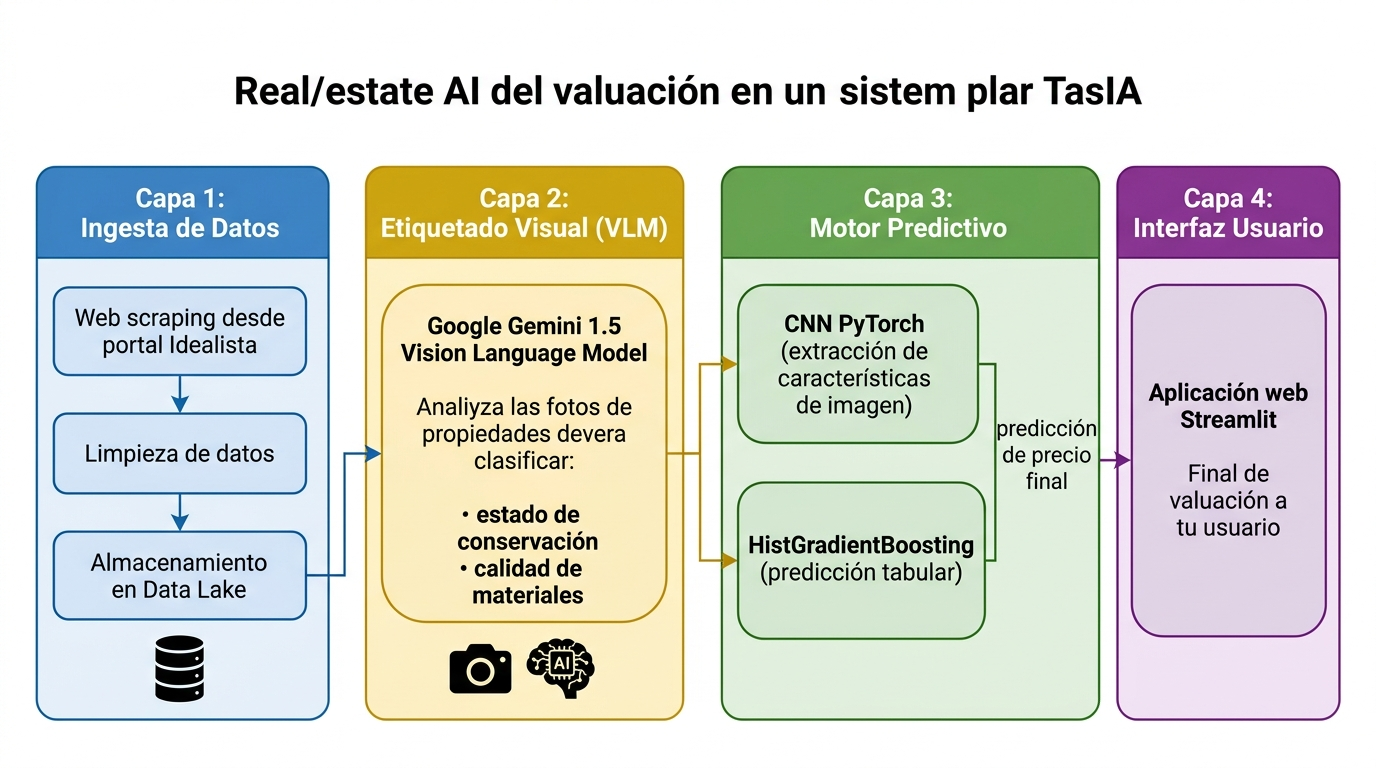 Real/estate AI del valuación en un sistem plar TasIA
Capa 1:
Ingesta de Datos
Web scraping desde
portal Idealista
Limpieza de datos
Almacenamiento
en Data Lake
Capa 2:
Etiquetado Visual (VLM)
Google Gemini 1.5
Vision Language Model
Analiyza las fotos de
propiedades devera
clasificar:
• estado de
conservación
• calidad de
materiales
AI
Capa 3:
Motor Predictivo
CNN PyTorch
(extracción de
características
de imagen)
HistGradientBoosting
(predicción tabular)
predicción
de precio
final
Capa 4:
Interfaz Usuario
Aplicación web
Streamlit
Final de
valuación a
tu usuario